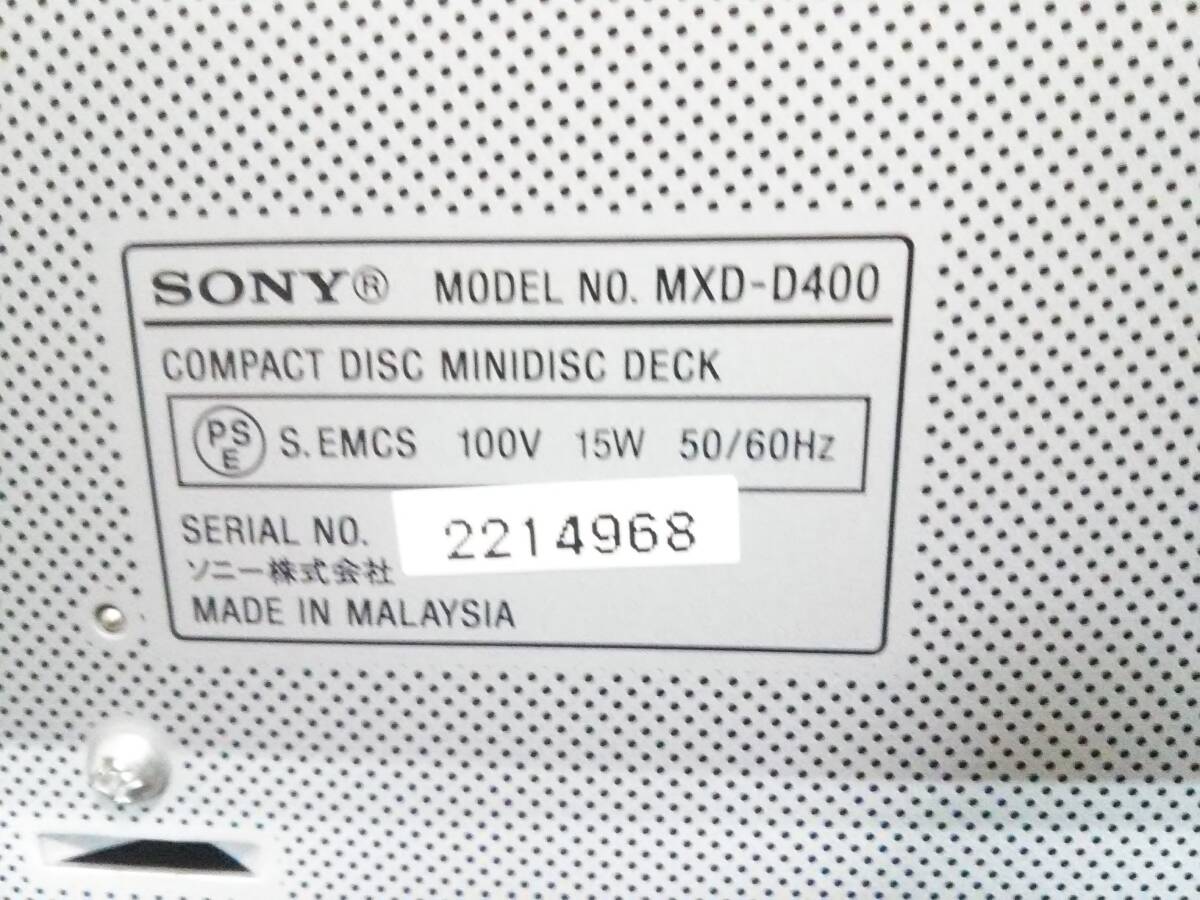 SONY® MODEL NO. MXD-D400
COMPACT DISC MINIDISC DECK
PSE S. EMCS 100V 15W 50/60Hz
SERIAL NO. 2214968
ソニー株式会社
MADE IN MALAYSIA